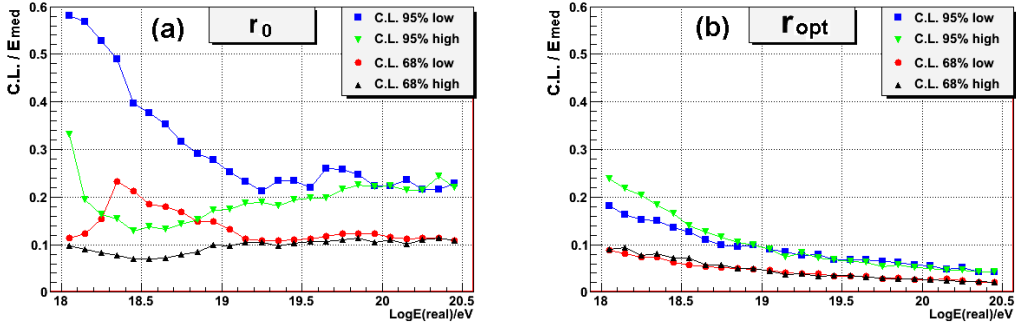 C.L. / Emed
(a)
r0
C.L. 95% low
C.L. 95% high
C.L. 68% low
C.L. 68% high
0.6
0.5
0.4
0.3
0.2
0.1
0
18
18.5
19
19.5
20
20.5
LogE(real)/eV
C.L. / Emed
(b)
ropt
C.L. 95% low
C.L. 95% high
C.L. 68% low
C.L. 68% high
0.6
0.5
0.4
0.3
0.2
0.1
0
18
18.5
19
19.5
20
20.5
LogE(real)/eV